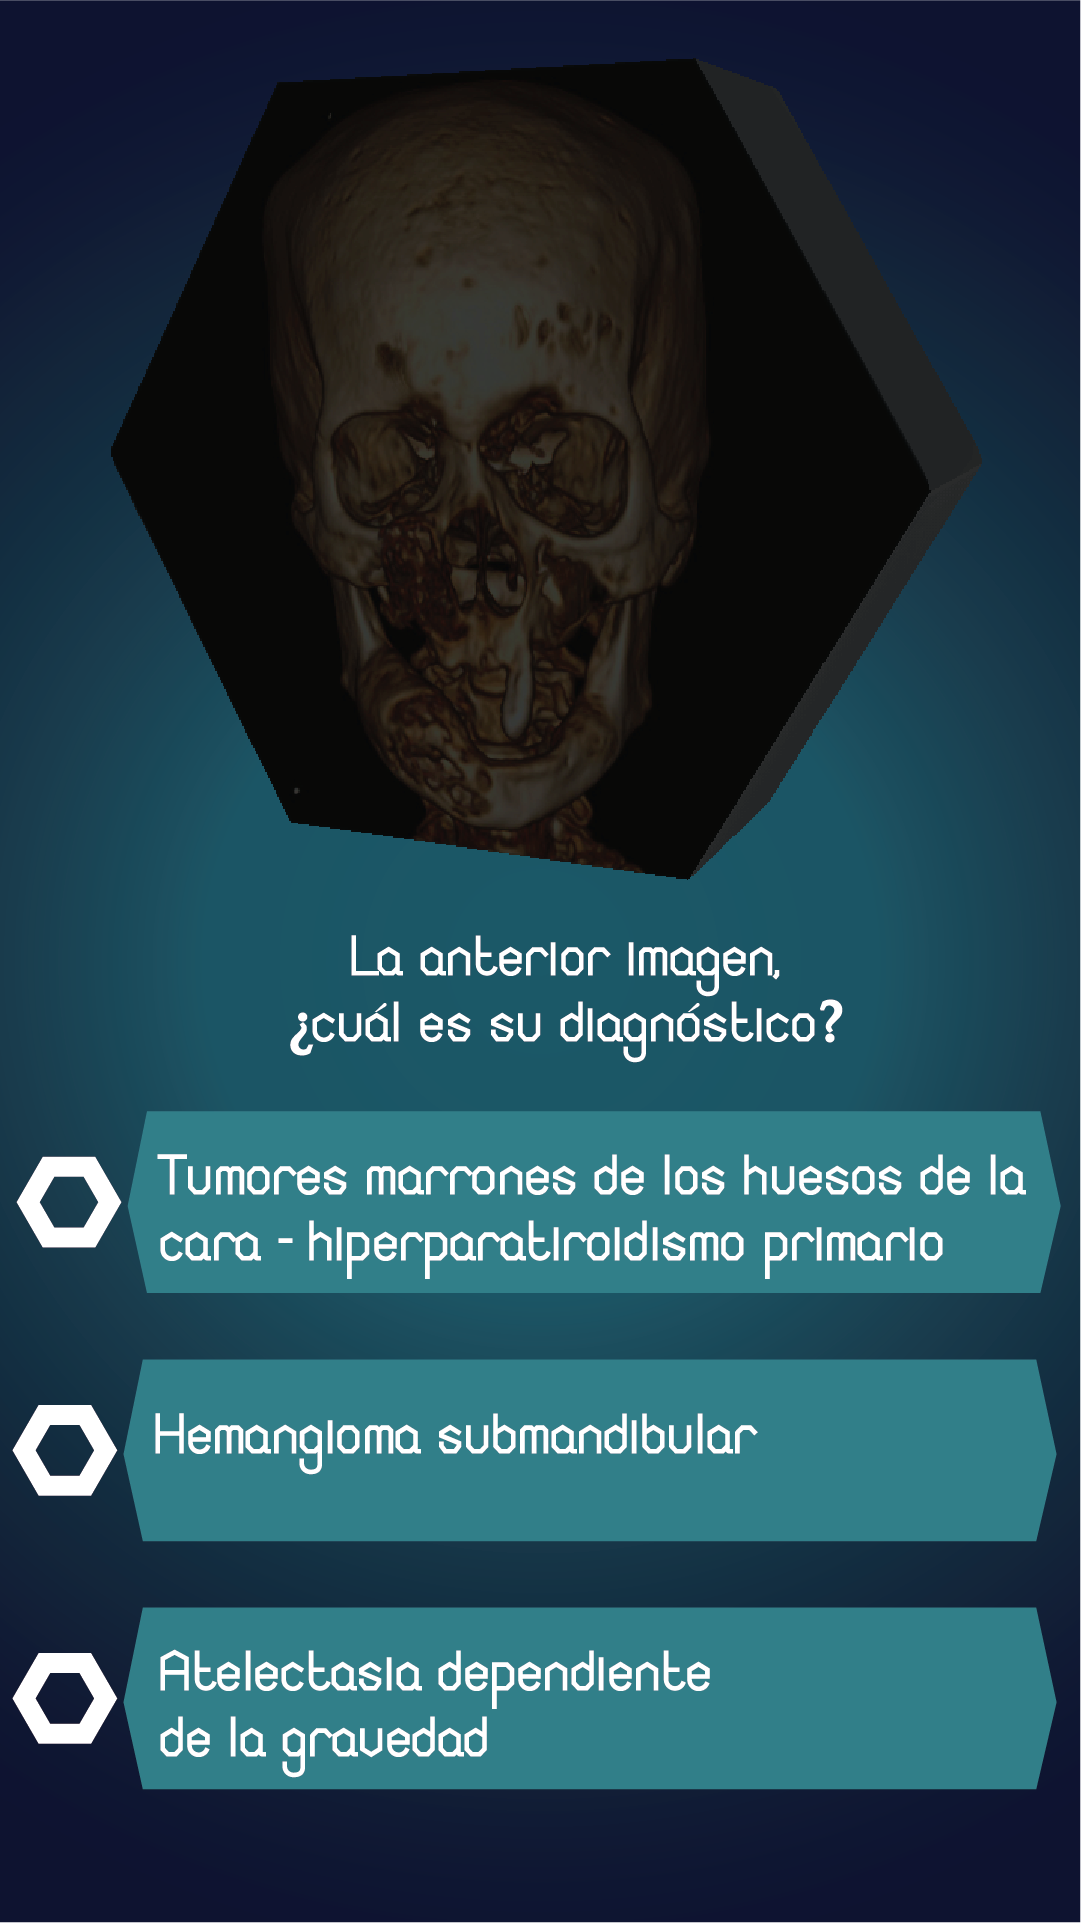 La anterior imagen,
¿cuál es su diagnóstico?
Tumores marrones de los huesos de la
cara - hiperparatiroidismo primario
Hemangioma submandibular
Atelectasia dependiente
de la gravedad